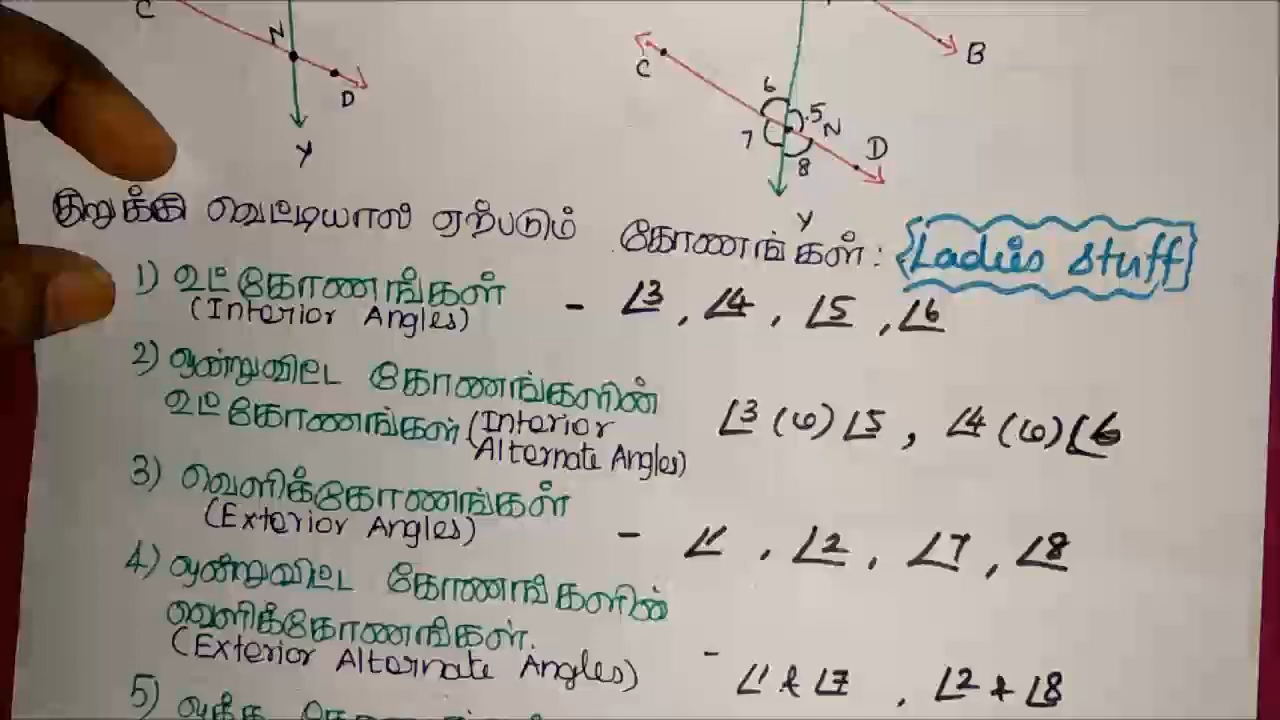 C
N
D
Y
C
6
5
N
7
8
D
B
Y
குறுக்கு வெட்டியால் ஏற்படும் கோணங்கள் :
Ladies Stuff
1) உட்கோணங்கள் - ∠3 , ∠4 , ∠5 , ∠6
(Interior Angles)
2) ஒன்றுவிட்ட கோணங்களின்
உட்கோணங்கள் (Interior Alternate Angles) ∠3 (ம) ∠5 , ∠4 (ம) ∠6
3) வெளிக்கோணங்கள்
(Exterior Angles) - ∠1 , ∠2 , ∠7 , ∠8
4) ஒன்றுவிட்ட கோணங்களின்
வெளிக்கோணங்கள்.
(Exterior Alternate Angles) - ∠1 & ∠7 , ∠2 & ∠8
5)